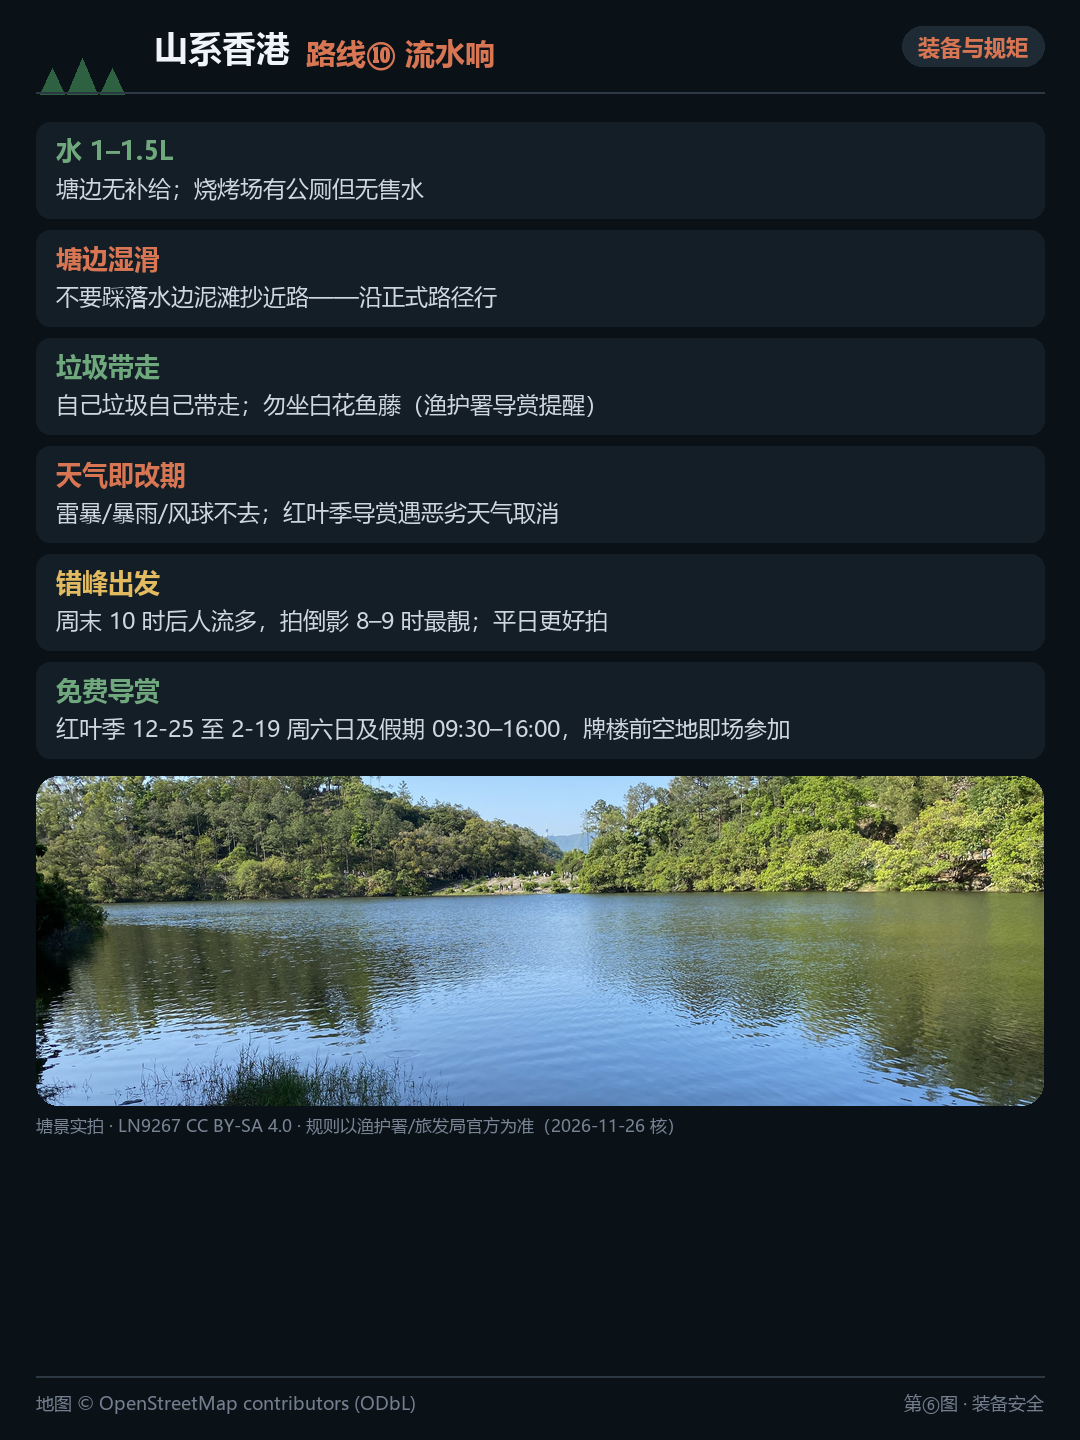 山系香港 路线⑩ 流水响
装备与规矩
水 1–1.5L
塘边无补给；烧烤场有公厕但无售水
塘边湿滑
不要踩落水边泥滩抄近路——沿正式路径行
垃圾带走
自己垃圾自己带走；勿坐白花鱼藤（渔护署导赏提醒）
天气即改期
雷暴/暴雨/风球不去；红叶季导赏遇恶劣天气取消
错峰出发
周末 10 时后人流多，拍倒影 8–9 时最靓；平日更好拍
免费导赏
红叶季 12-25 至 2-19 周六日及假期 09:30–16:00，牌楼前空地即场参加
塘景实拍 · LN9267 CC BY-SA 4.0 · 规则以渔护署/旅发局官方为准（2026-11-26 核）
地图 © OpenStreetMap contributors (ODbL)
第⑥图 · 装备安全